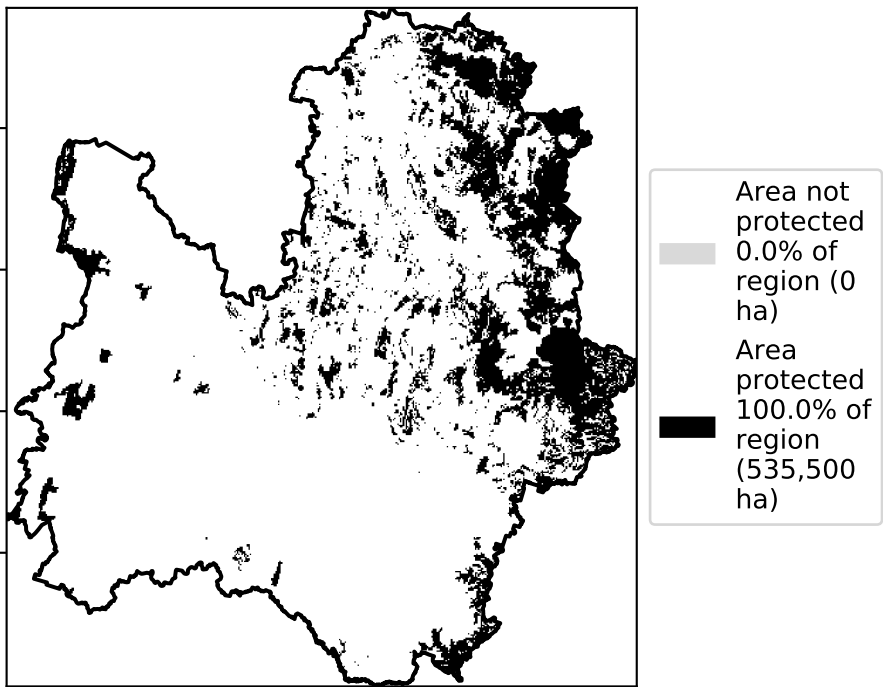 Area not
protected
0.0% of
region (0
ha)
Area
protected
100.0% of
region
(535,500
ha)